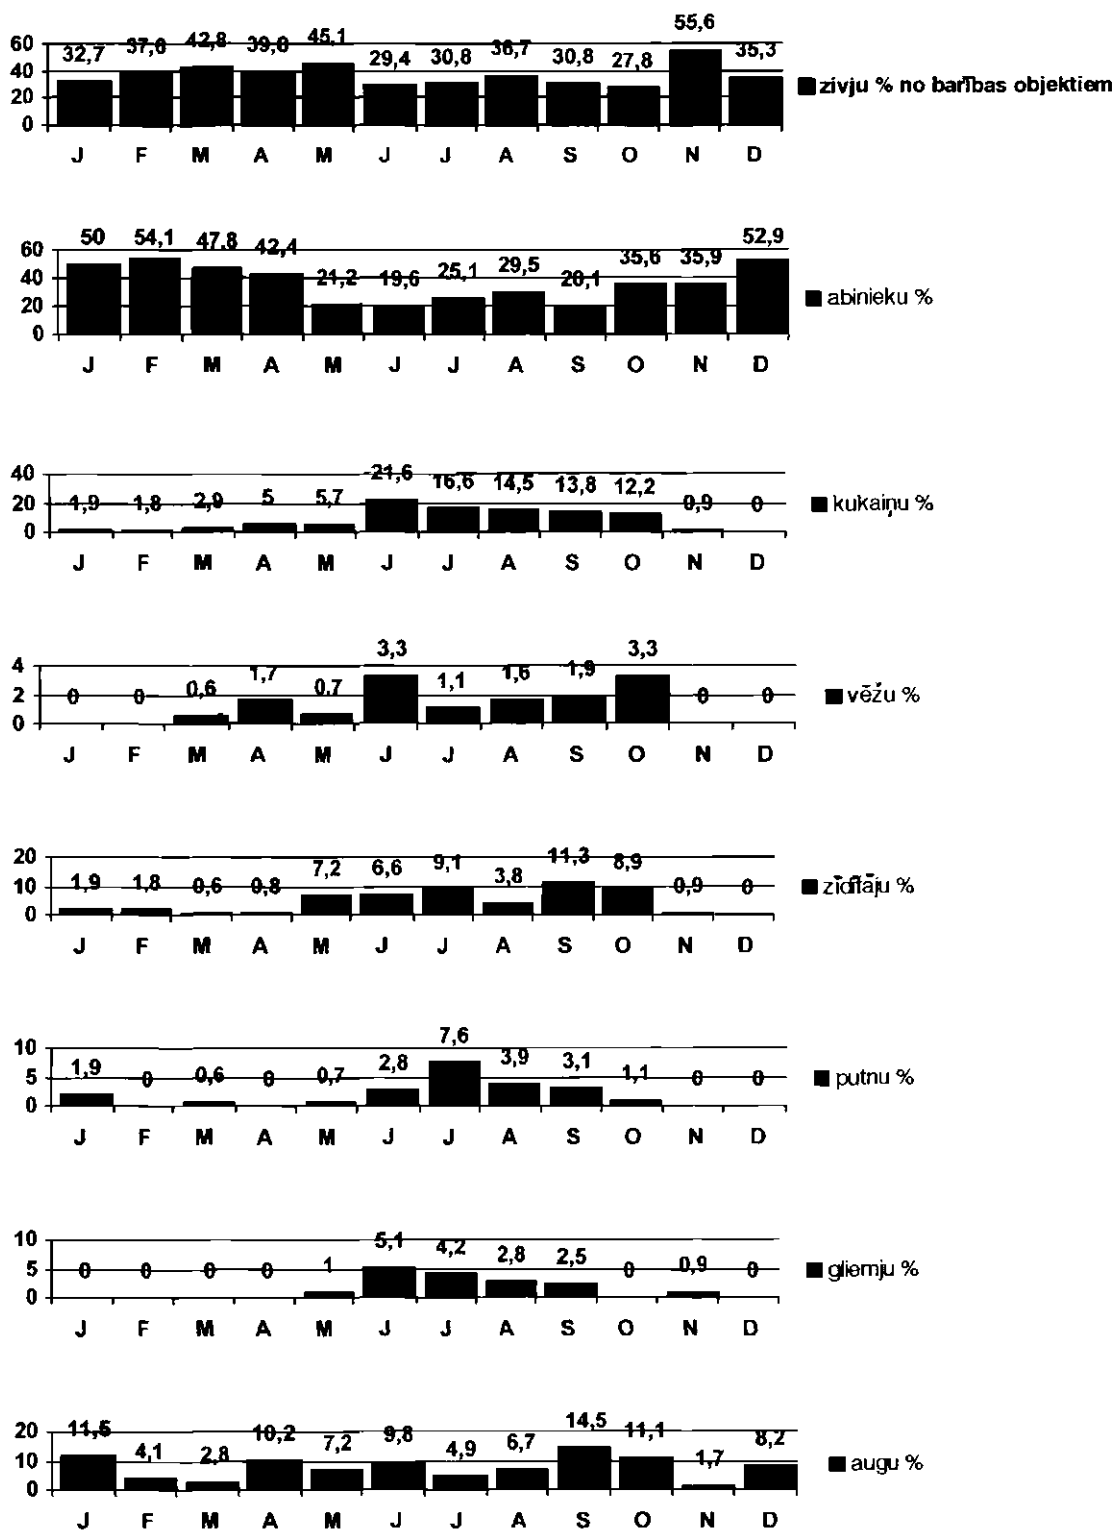 32,7 37,8 42,8 39,8 45,1 29,4 30,8 36,7 30,8 27,8 55,6 35,3
60
40
20
0
J F M A M J J A S O N D
zivju % no barības objektiem
50 54,1 47,8 42,4 21,2 19,6 25,1 29,5 20,1 35,6 35,9 52,9
60
40
20
0
J F M A M J J A S O N D
abinieku %
1,9 1,8 2,9 5 5,7 21,6 16,6 14,5 13,8 12,2 0,9 0
40
20
0
J F M A M J J A S O N D
kukaiņu %
0 0 0,6 1,7 0,7 3,3 1,1 1,6 1,9 3,3 0 0
4
2
0
J F M A M J J A S O N D
vēžu %
1,9 1,8 0,6 0,8 7,2 6,6 9,1 3,8 11,3 8,9 0,9 0
20
10
0
J F M A M J J A S O N D
zīdītāju %
1,9 0 0,6 0 0,7 2,8 7,6 3,9 3,1 1,1 0 0
10
5
0
J F M A M J J A S O N D
putnu %
0 0 0 0 1 5,1 4,2 2,8 2,5 0 0,9 0
10
5
0
J F M A M J J A S O N D
gliemju %
11,5 4,1 2,8 10,2 7,2 9,8 4,9 6,7 14,5 11,1 1,7 8,2
20
10
0
J F M A M J J A S O N D
augu %